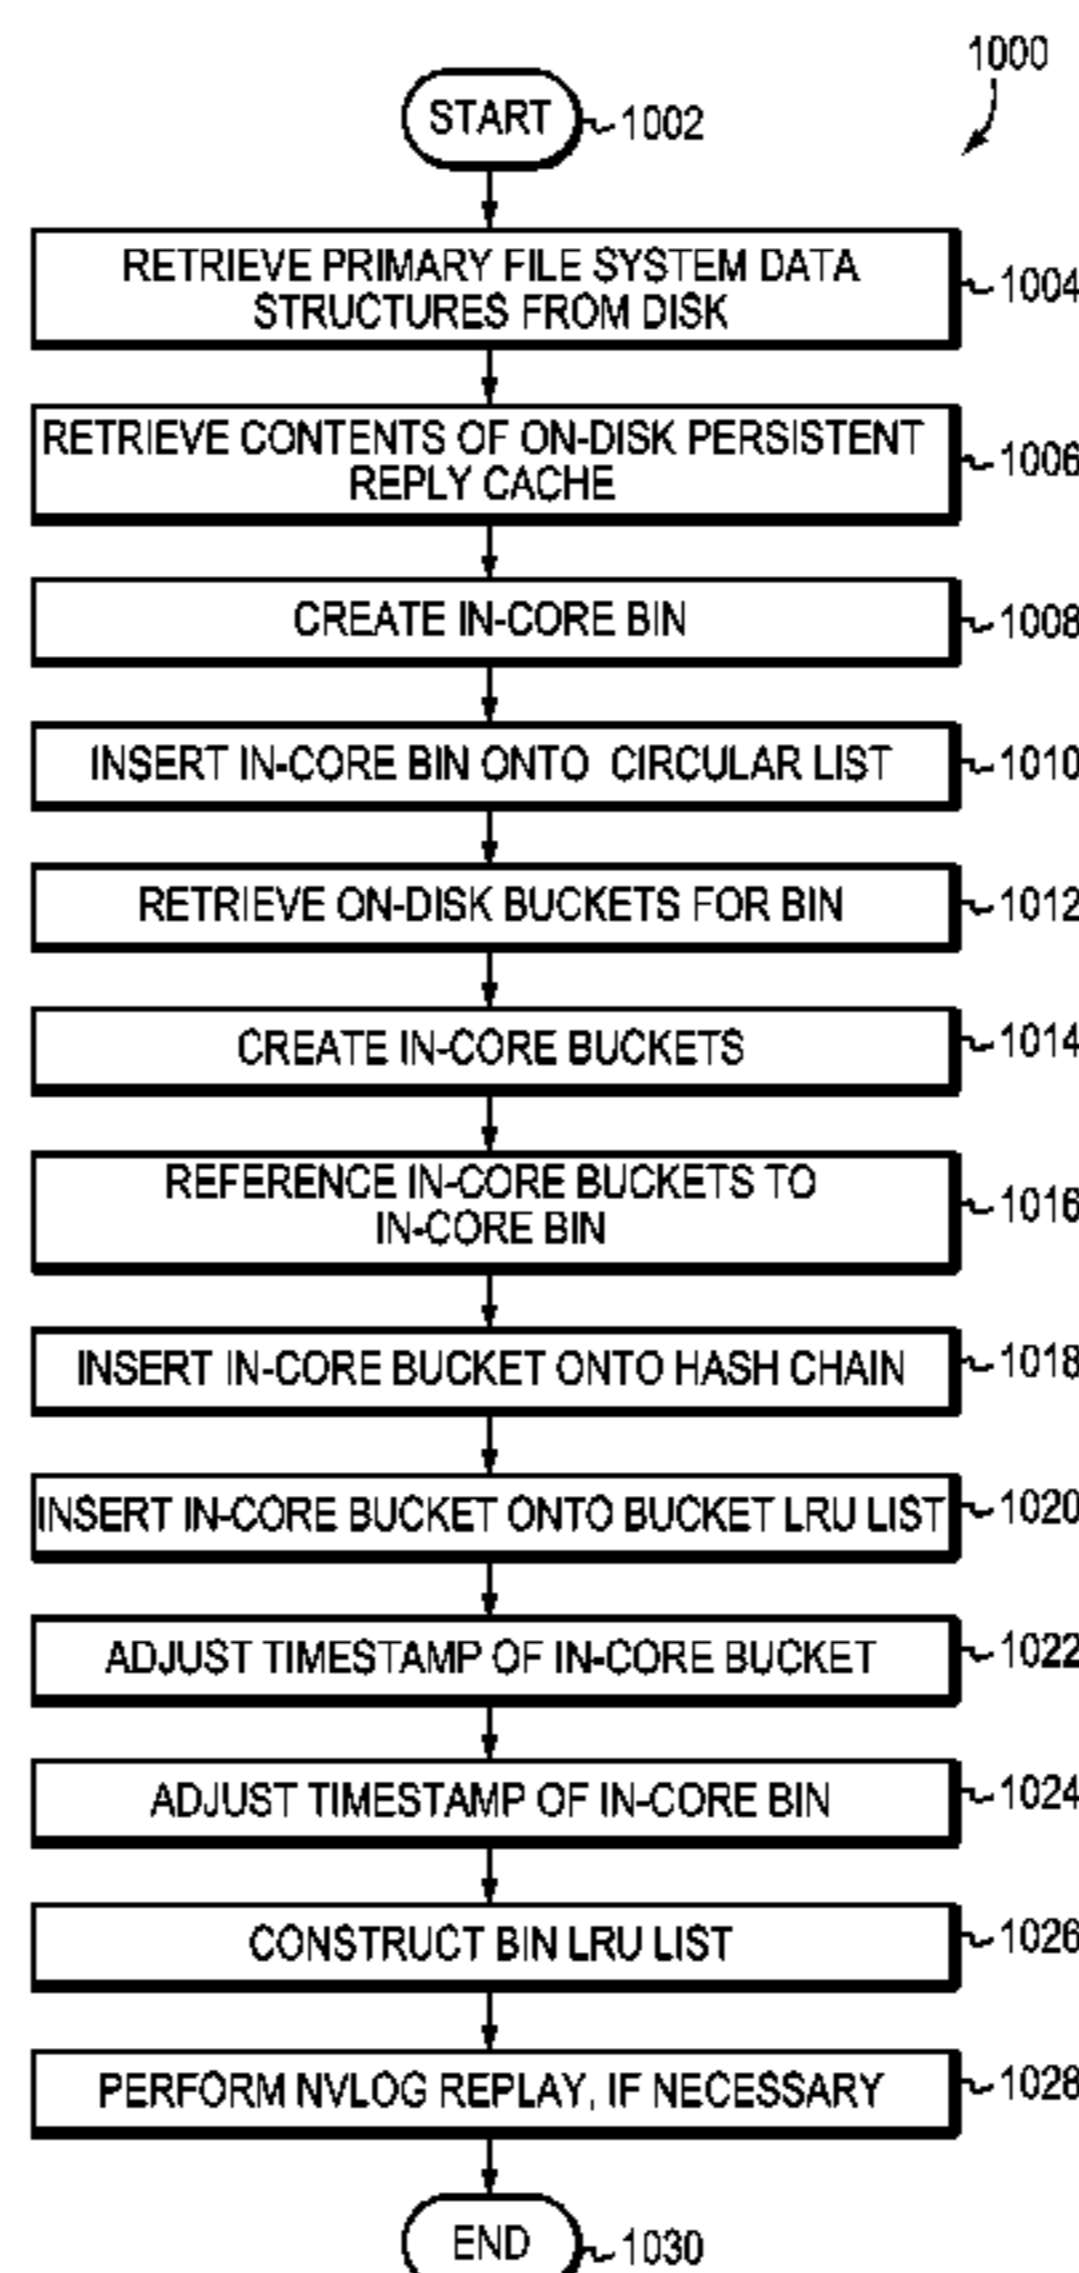 1000
START
1002
RETRIEVE PRIMARY FILE SYSTEM DATA
STRUCTURES FROM DISK
1004
RETRIEVE CONTENTS OF ON-DISK PERSISTENT
REPLY CACHE
1006
CREATE IN-CORE BIN
1008
INSERT IN-CORE BIN ONTO CIRCULAR LIST
1010
RETRIEVE ON-DISK BUCKETS FOR BIN
1012
CREATE IN-CORE BUCKETS
1014
REFERENCE IN-CORE BUCKETS TO
IN-CORE BIN
1016
INSERT IN-CORE BUCKET ONTO HASH CHAIN
1018
INSERT IN-CORE BUCKET ONTO BUCKET LRU LIST
1020
ADJUST TIMESTAMP OF IN-CORE BUCKET
1022
ADJUST TIMESTAMP OF IN-CORE BIN
1024
CONSTRUCT BIN LRU LIST
1026
PERFORM NVLOG REPLAY, IF NECESSARY
1028
END
1030